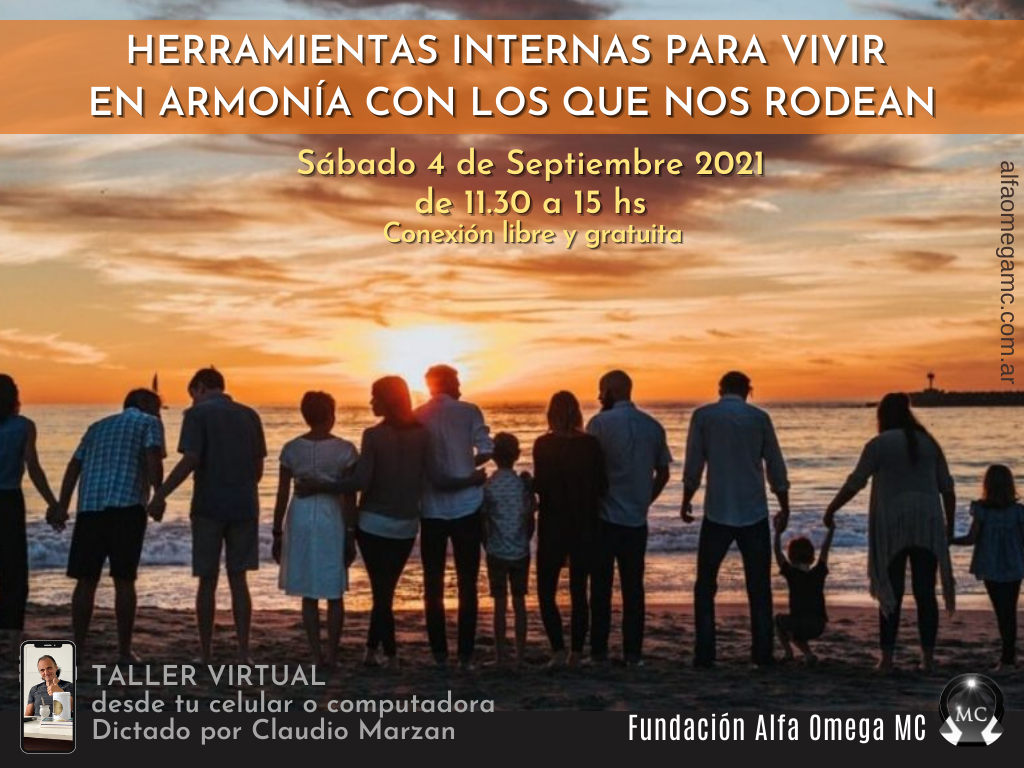 HERRAMIENTAS INTERNAS PARA VIVIR
EN ARMONÍA CON LOS QUE NOS RODEAN
Sábado 4 de Septiembre 2021
de 11.30 a 15 hs
Conexión libre y gratuita
alfaomegamc.com.ar
TALLER VIRTUAL
desde tu celular o computadora
Dictado por Claudio Marzan
Fundación Alfa Omega MC
MC